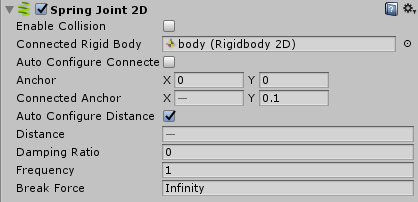 Spring Joint 2D
Enable Collision
Connected Rigid Body body (Rigidbody 2D)
Auto Configure Connecte
Anchor X 0 Y 0
Connected Anchor X — Y 0.1
Auto Configure Distance
Distance —
Damping Ratio 0
Frequency 1
Break Force Infinity